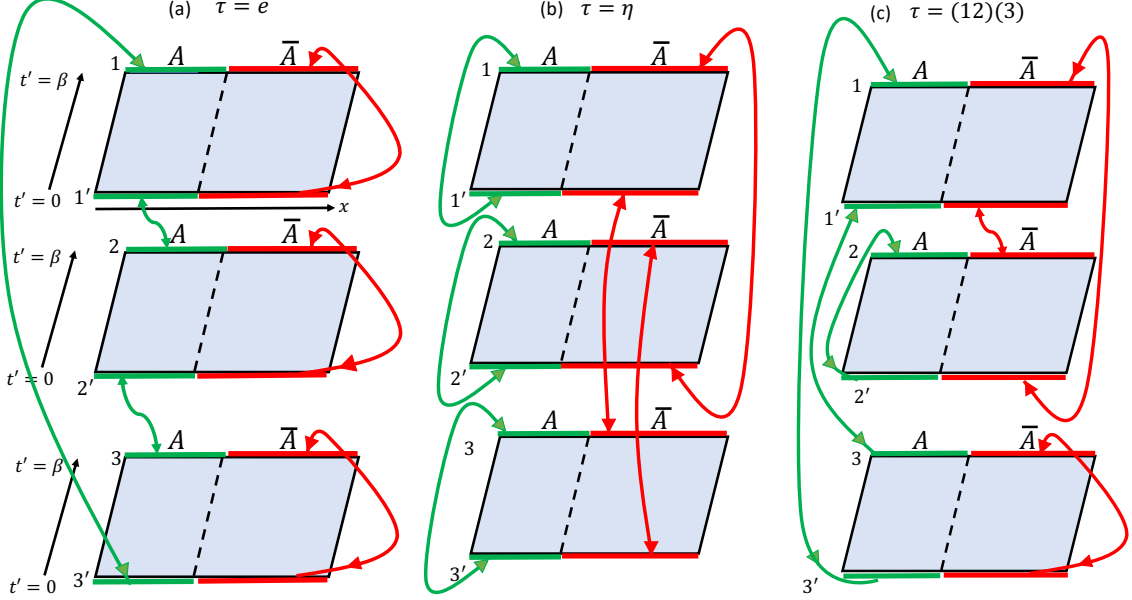 (a) τ = e
1 A A̅
t′ = β
t′ = 0
1′ x
2 A A̅
t′ = β
t′ = 0
2′
3 A A̅
t′ = β
t′ = 0
3′
(b) τ = η
1 A A̅
1′
2 A A̅
2′
3 A A̅
3′
(c) τ = (12)(3)
1 A A̅
1′
2 A A̅
2′
3 A A̅
3′